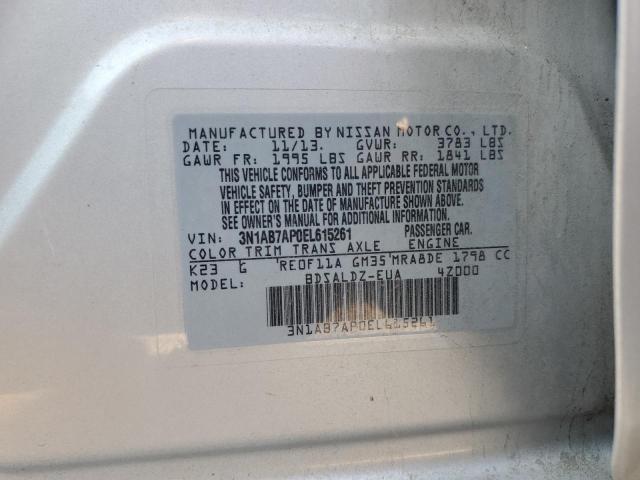 MANUFACTURED BY NISSAN MOTOR CO., LTD.
DATE: 11/13. GVWR: 3783 LBS
GAWR FR: 1995 LBS GAWR RR: 1841 LBS
THIS VEHICLE CONFORMS TO ALL APPLICABLE FEDERAL MOTOR
VEHICLE SAFETY, BUMPER AND THEFT PREVENTION STANDARDS
IN EFFECT ON THE DATE OF MANUFACTURE SHOWN ABOVE.
SEE OWNER'S MANUAL FOR ADDITIONAL INFORMATION.
VIN: 3N1AB7AP0EL615261 PASSENGER CAR.
COLOR TRIM TRANS AXLE ENGINE
K23 G RE0F11A GM35 MRA8DE 1798 CC
MODEL: BDSALDZ-EUA 4Z000
3N1AB7AP0EL615261